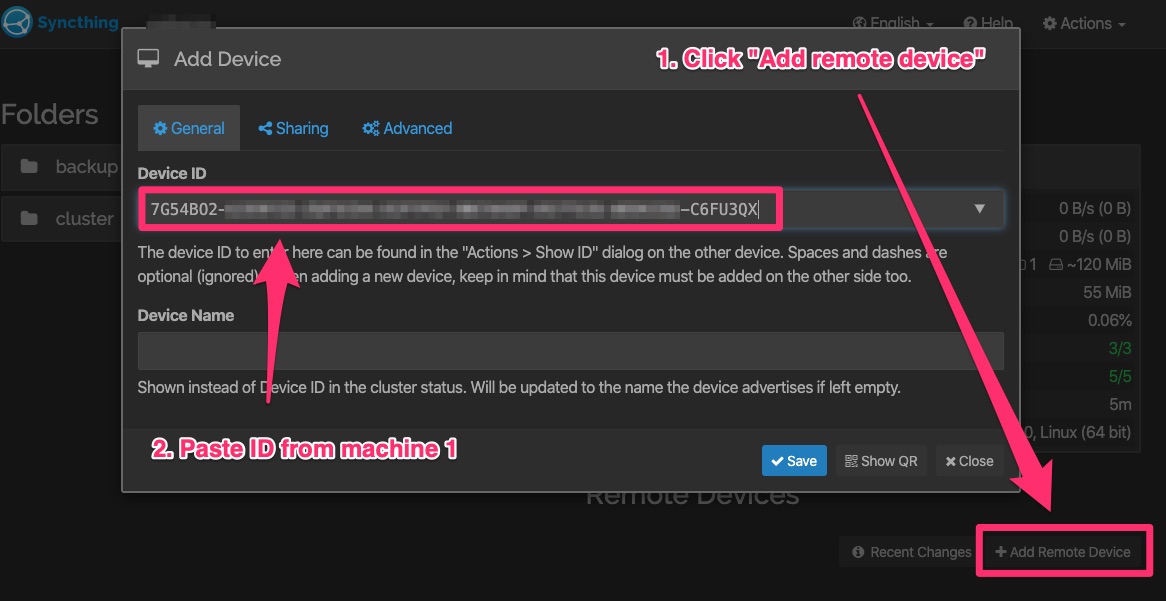 Syncthing
English
Help
Actions
Add Device
1. Click "Add remote device"
Folders
General
Sharing
Advanced
backup
cluster
Device ID
7G54BO2-
-C6FU3QX
The device ID to enter here can be found in the "Actions > Show ID" dialog on the other device. Spaces and dashes are
optional (ignored). When adding a new device, keep in mind that this device must be added on the other side too.
Device Name
Shown instead of Device ID in the cluster status. Will be updated to the name the device advertises if left empty.
2. Paste ID from machine 1
Save
Show QR
Close
0 B/s (0 B)
0 B/s (0 B)
1 ~120 MiB
55 MiB
0.06%
3/3
5/5
5m
0, Linux (64 bit)
Remote Devices
Recent Changes
Add Remote Device